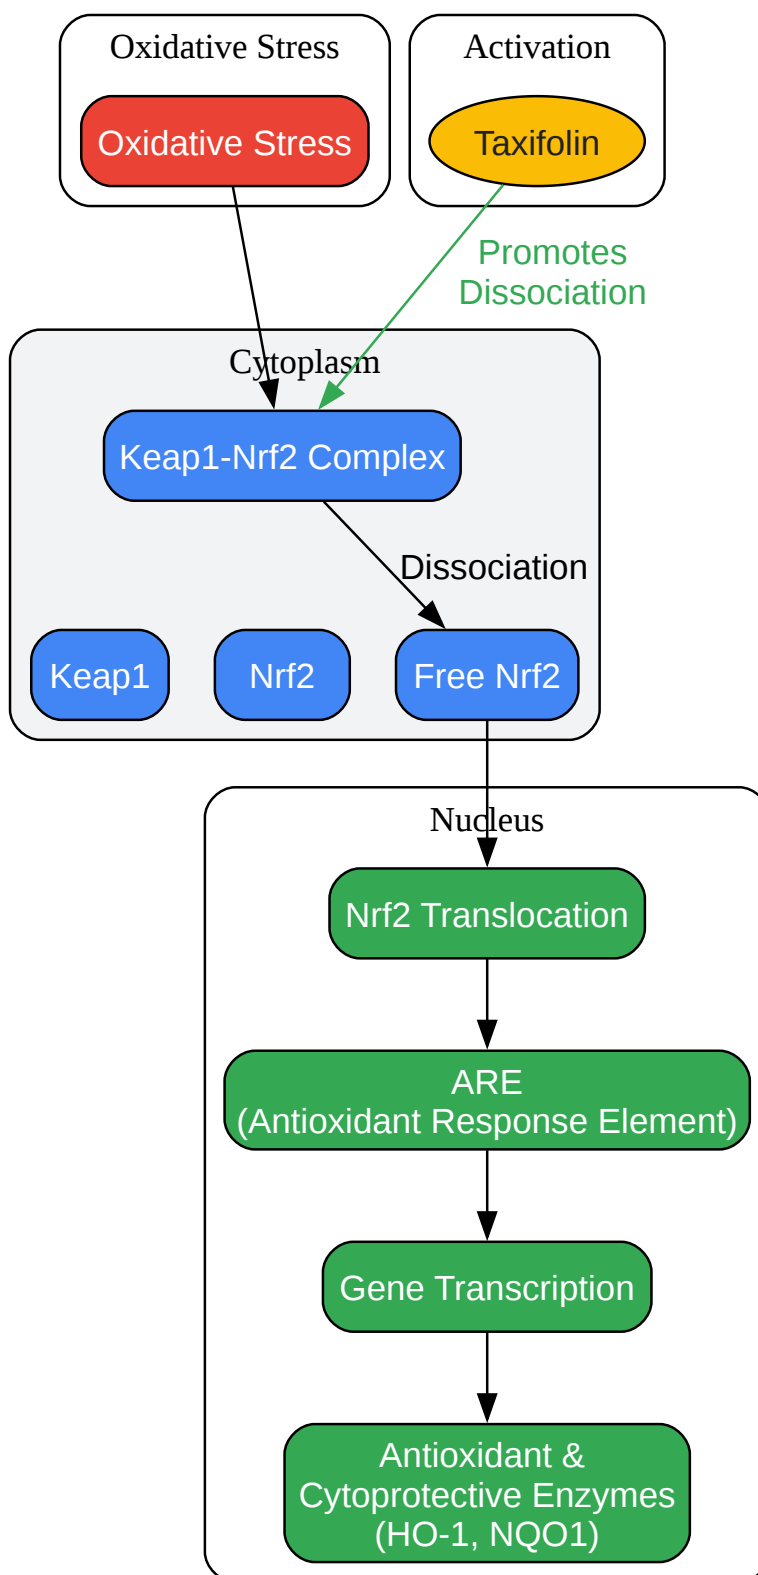 Oxidative Stress
Activation
Oxidative Stress
Taxifolin
Promotes
Dissociation
Cytoplasm
Keap1-Nrf2 Complex
Dissociation
Keap1
Nrf2
Free Nrf2
Nucleus
Nrf2 Translocation
ARE
(Antioxidant Response Element)
Gene Transcription
Antioxidant &
Cytoprotective Enzymes
(HO-1, NQO1)